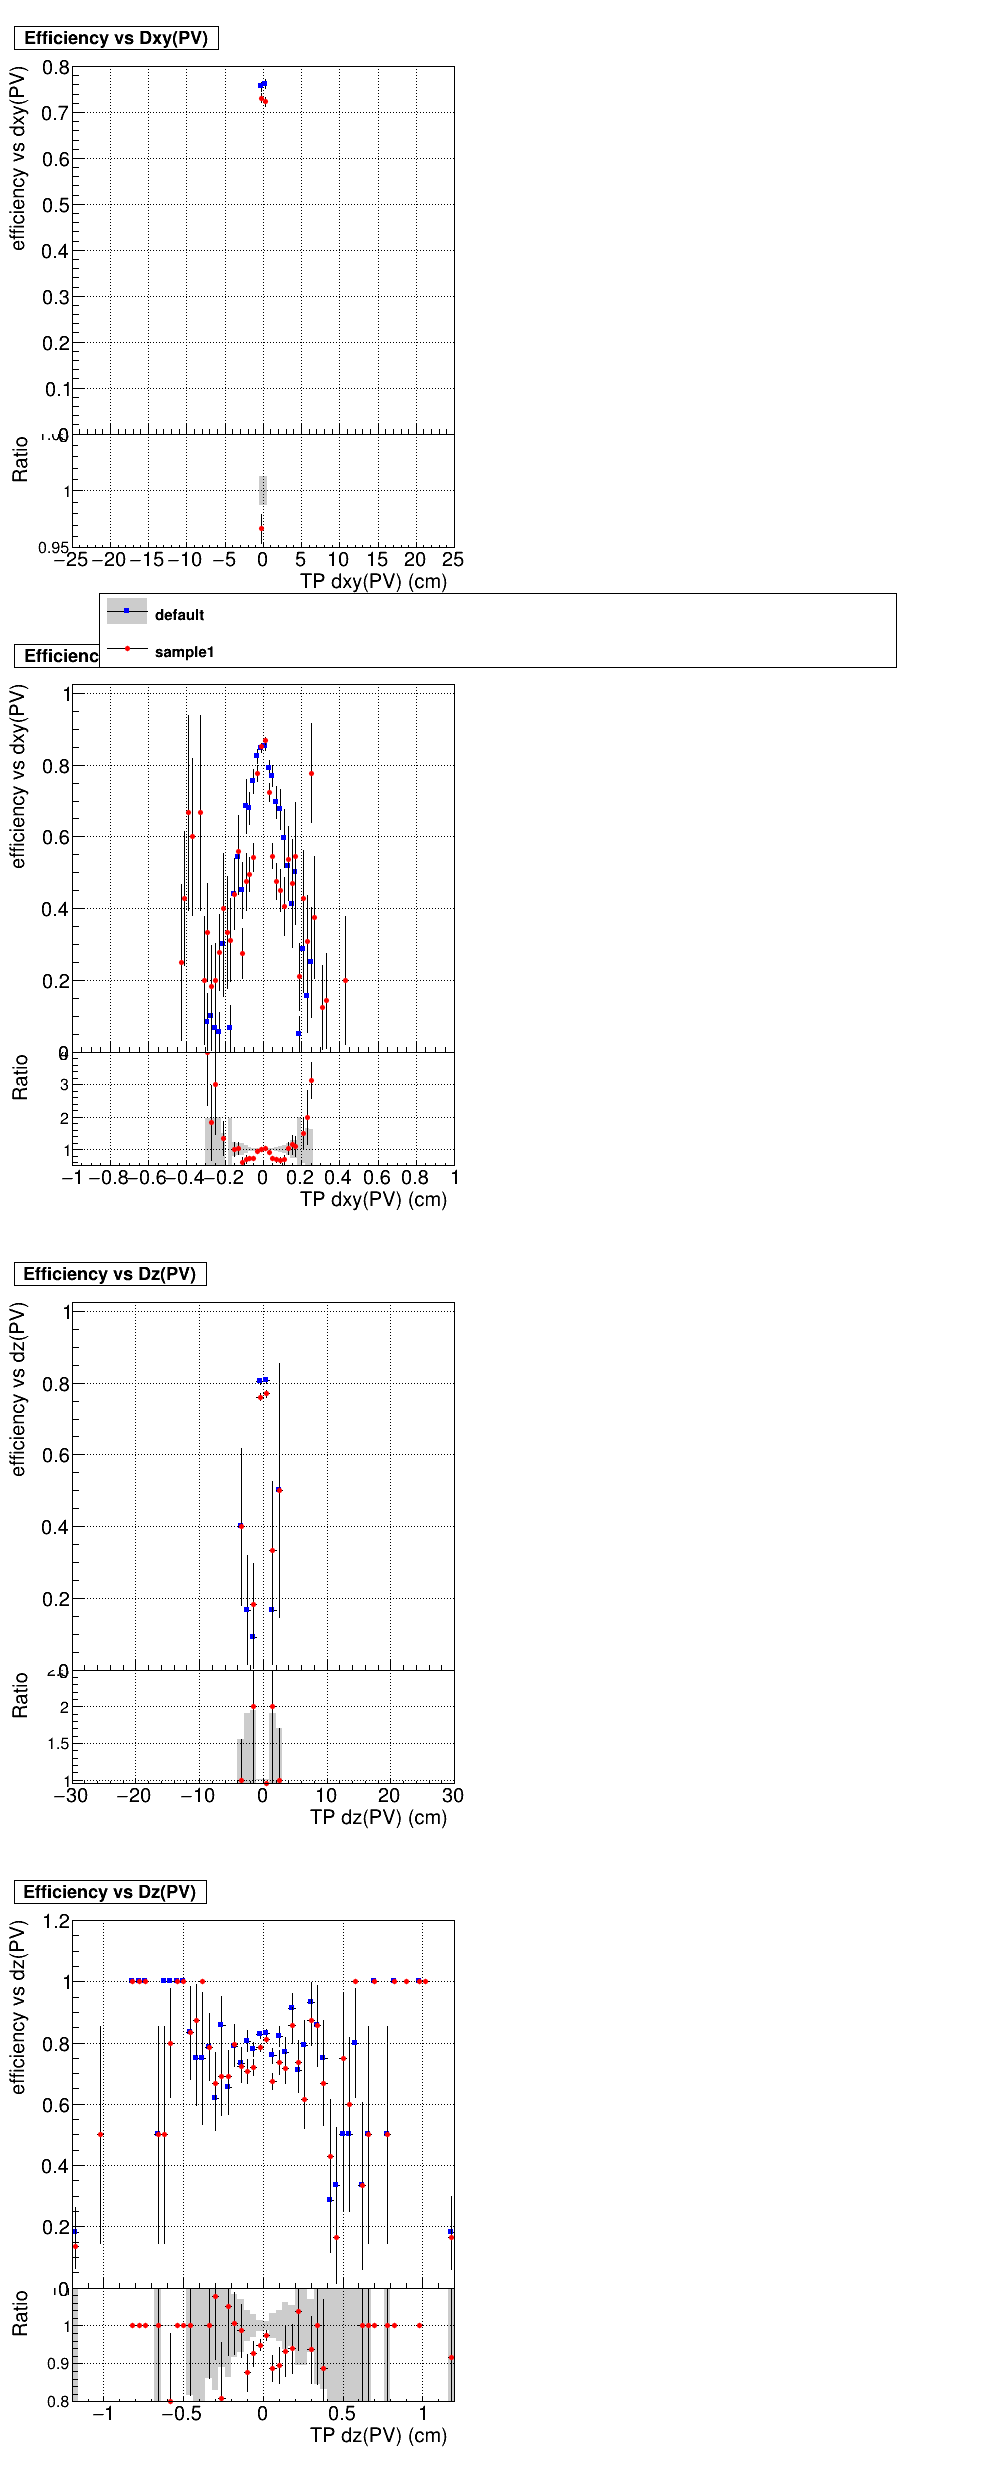 Efficiency vs Dxy(PV)
efficiency vs dxy(PV)
0.8
0.7
0.6
0.5
0.4
0.3
0.2
0.1
0
Ratio
1
0.95
−25 −20 −15 −10 −5 0 5 10 15 20 25
TP dxy(PV) (cm)
default
sample1
Efficienc
efficiency vs dxy(PV)
1
0.8
0.6
0.4
0.2
0
Ratio
3
2
1
−1 −0.8 −0.6 −0.4 −0.2 0 0.2 0.4 0.6 0.8 1
TP dxy(PV) (cm)
Efficiency vs Dz(PV)
efficiency vs dz(PV)
1
0.8
0.6
0.4
0.2
0
Ratio
2
1.5
1
−30 −20 −10 0 10 20 30
TP dz(PV) (cm)
Efficiency vs Dz(PV)
efficiency vs dz(PV)
1.2
1
0.8
0.6
0.4
0.2
0
Ratio
1
0.9
0.8
−1 −0.5 0 0.5 1
TP dz(PV) (cm)